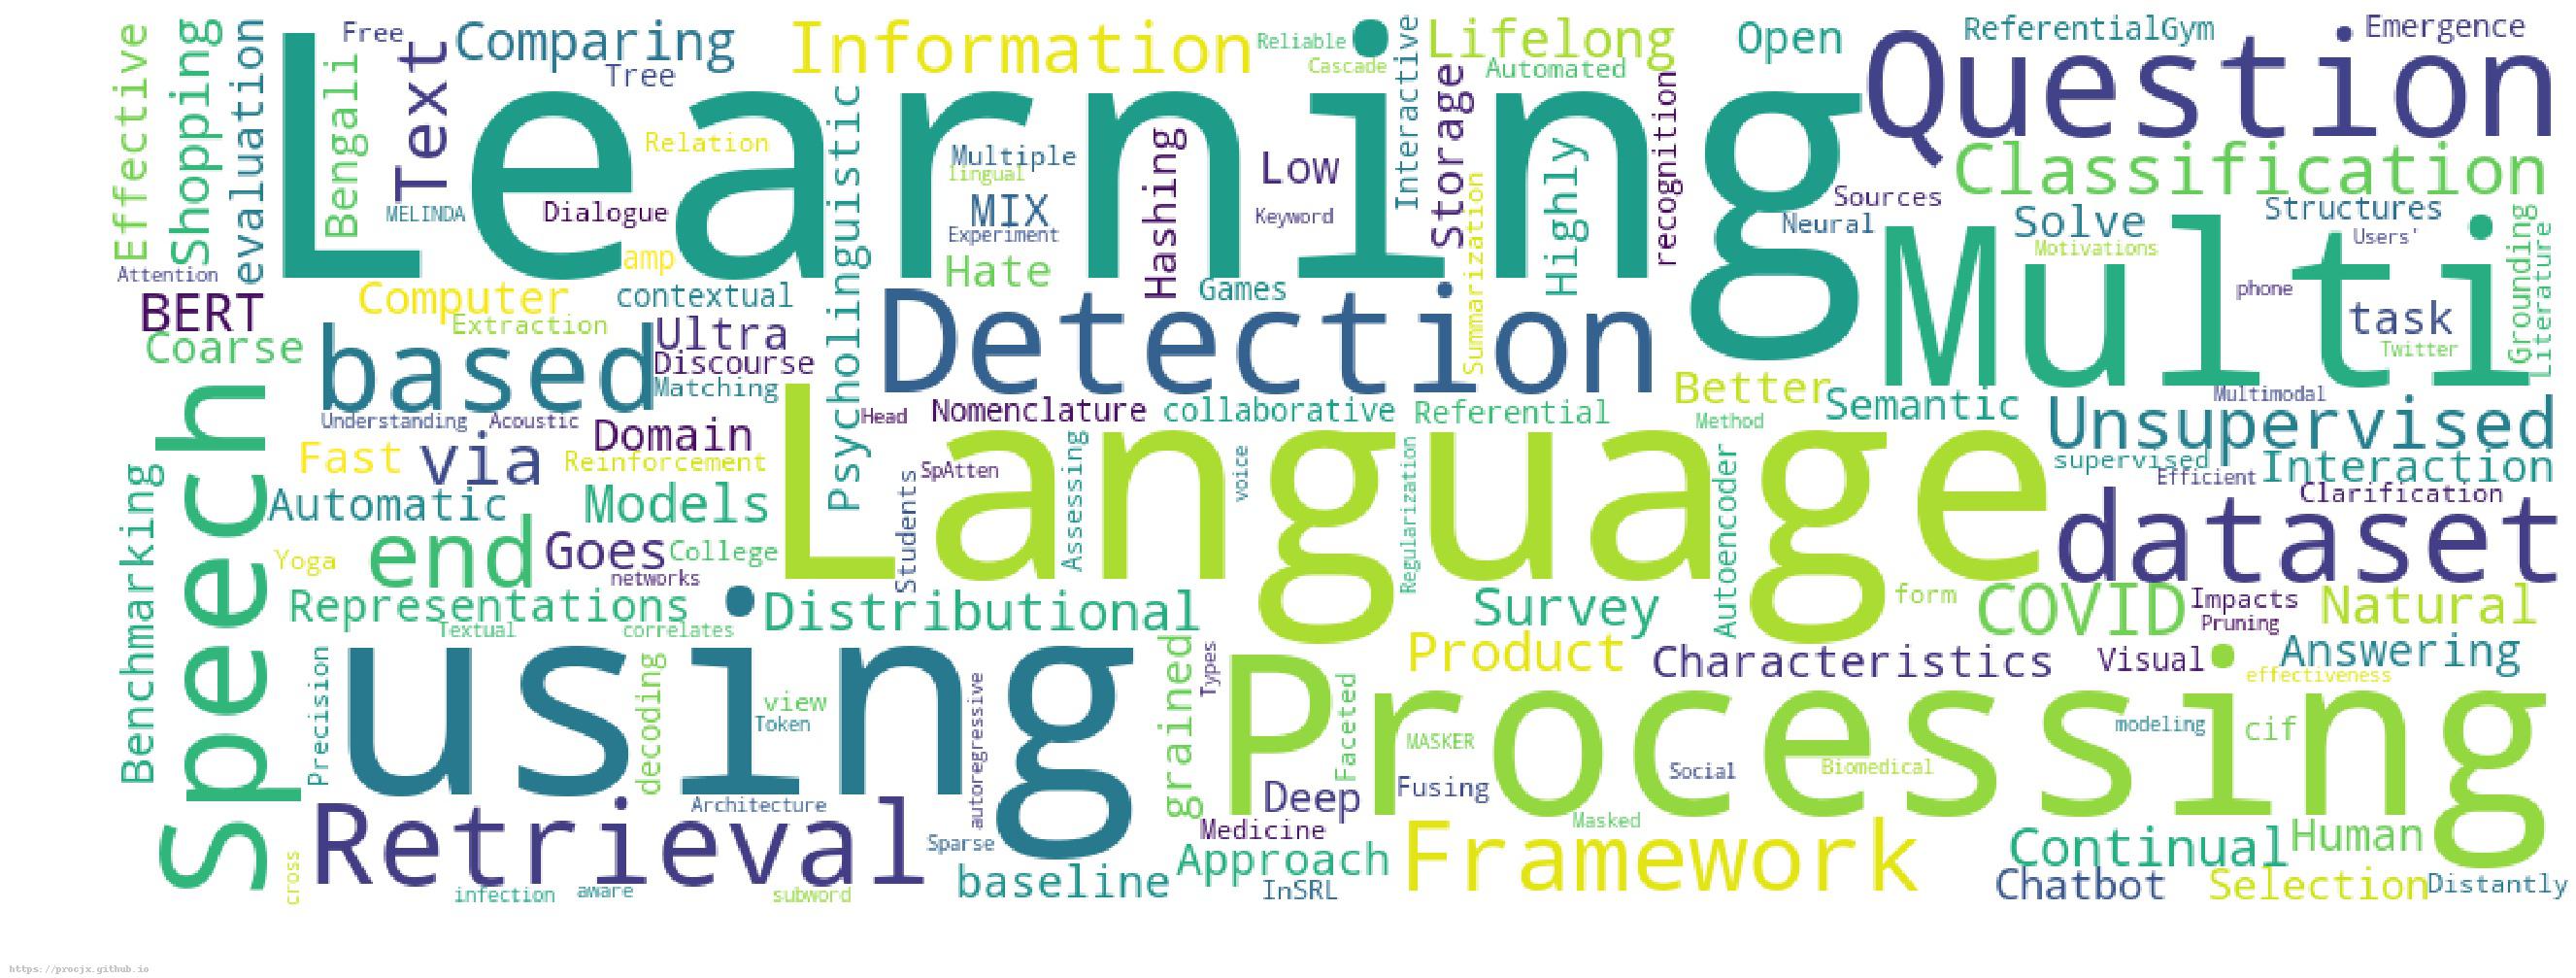 Effective
Shopping
evaluation
Free
Bengali
Text
Comparing
Tree
Information
Reliable
Cascade
Interactive
Lifelong
Automated
Storage
recognition
Open
ReferentialGym
Emergence
Learning
Question
Relation
Psycholinguistic
Multiple
lingual
MIX
Experiment
Hashing
Low
Keyword
Summarization
Highly
Classification
Sources
Neural
Solve
Structures
Motivations
Users'
Grounding
Literature
MELINDA
Dialogue
amp
Hate
Games
Multi
Attention
BERT
Coarse
Computer
Extraction
contextual
Ultra
Discourse
Matching
based
Detection
phone
task
Twitter
Understanding
Acoustic
Domain
Head
Nomenclature
collaborative
Referential
Better
Method
Semantic
Multimodal
Unsupervised
Speech
Fast
via
Reinforcement
SpAtten
Students
Assessing
voice
Regularization
Language
Autoencoder
supervised
Efficient
Interaction
Clarification
Benchmarking
Automatic
Models
dataset
Yoga
end
Goes
College
networks
Representations
Textual
correlates
Distributional
Survey
form
COVID
Impacts
Pruning
Natural
Precision
using
decoding
view
Token
autoregressive
grained
Types
Product
Characteristics
Visual
Answering
effectiveness
Processing
Faceted
MASKER
Fusing
Social
Biomedical
modeling
cif
Retrieval
Architecture
Sparse
Medicine
Deep
Masked
Framework
Continual
Human
cross
infection
aware
subword
baseline
Approach
InSRL
Chatbot
Selection
Distantly
https://procjx.github.io